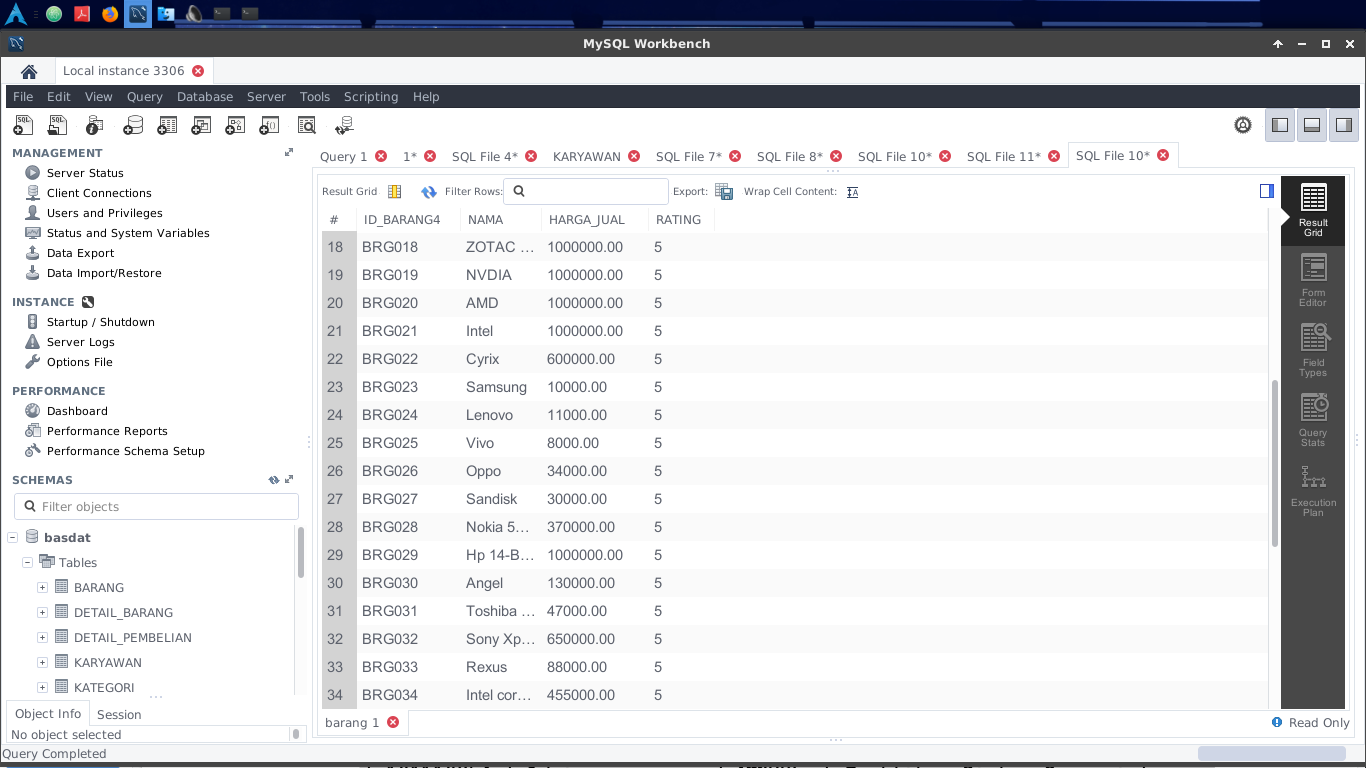 MySQL Workbench
Local instance 3306
File Edit View Query Database Server Tools Scripting Help
MANAGEMENT
Server Status
Client Connections
Users and Privileges
Status and System Variables
Data Export
Data Import/Restore
INSTANCE
Startup / Shutdown
Server Logs
Options File
PERFORMANCE
Dashboard
Performance Reports
Performance Schema Setup
SCHEMAS
Filter objects
basdat
Tables
BARANG
DETAIL_BARANG
DETAIL_PEMBELIAN
KARYAWAN
KATEGORI
Object Info Session
No object selected
Query 1 1* SQL File 4* KARYAWAN SQL File 7* SQL File 8* SQL File 10* SQL File 11* SQL File 10*
Result Grid Filter Rows: Export: Wrap Cell Content:
# ID_BARANG4 NAMA HARGA_JUAL RATING
18 BRG018 ZOTAC ... 1000000.00 5
19 BRG019 NVDIA 1000000.00 5
20 BRG020 AMD 1000000.00 5
21 BRG021 Intel 1000000.00 5
22 BRG022 Cyrix 600000.00 5
23 BRG023 Samsung 10000.00 5
24 BRG024 Lenovo 11000.00 5
25 BRG025 Vivo 8000.00 5
26 BRG026 Oppo 34000.00 5
27 BRG027 Sandisk 30000.00 5
28 BRG028 Nokia 5... 370000.00 5
29 BRG029 Hp 14-B... 1000000.00 5
30 BRG030 Angel 130000.00 5
31 BRG031 Toshiba ... 47000.00 5
32 BRG032 Sony Xp... 650000.00 5
33 BRG033 Rexus 88000.00 5
34 BRG034 Intel cor... 455000.00 5
barang 1
Read Only
Result
Grid
Form
Editor
Field
Types
Query
Stats
Execution
Plan
Query Completed